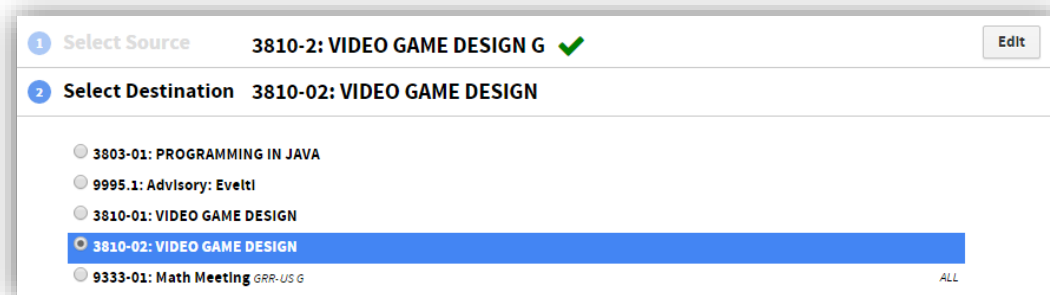 1 Select Source 3810-2: VIDEO GAME DESIGN G Edit
2 Select Destination 3810-02: VIDEO GAME DESIGN
3803-01: PROGRAMMING IN JAVA
9995.1: Advisory: Evelti
3810-01: VIDEO GAME DESIGN
3810-02: VIDEO GAME DESIGN
9333-01: Math Meeting GRR-US G ALL